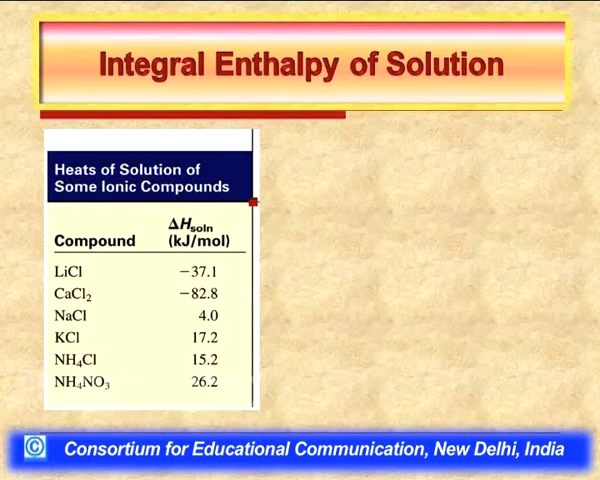 Integral Enthalpy of Solution
Heats of Solution of
Some Ionic Compounds
ΔHsoln
Compound (kJ/mol)
LiCl −37.1
CaCl₂ −82.8
NaCl 4.0
KCl 17.2
NH₄Cl 15.2
NH₄NO₃ 26.2
© Consortium for Educational Communication, New Delhi, India